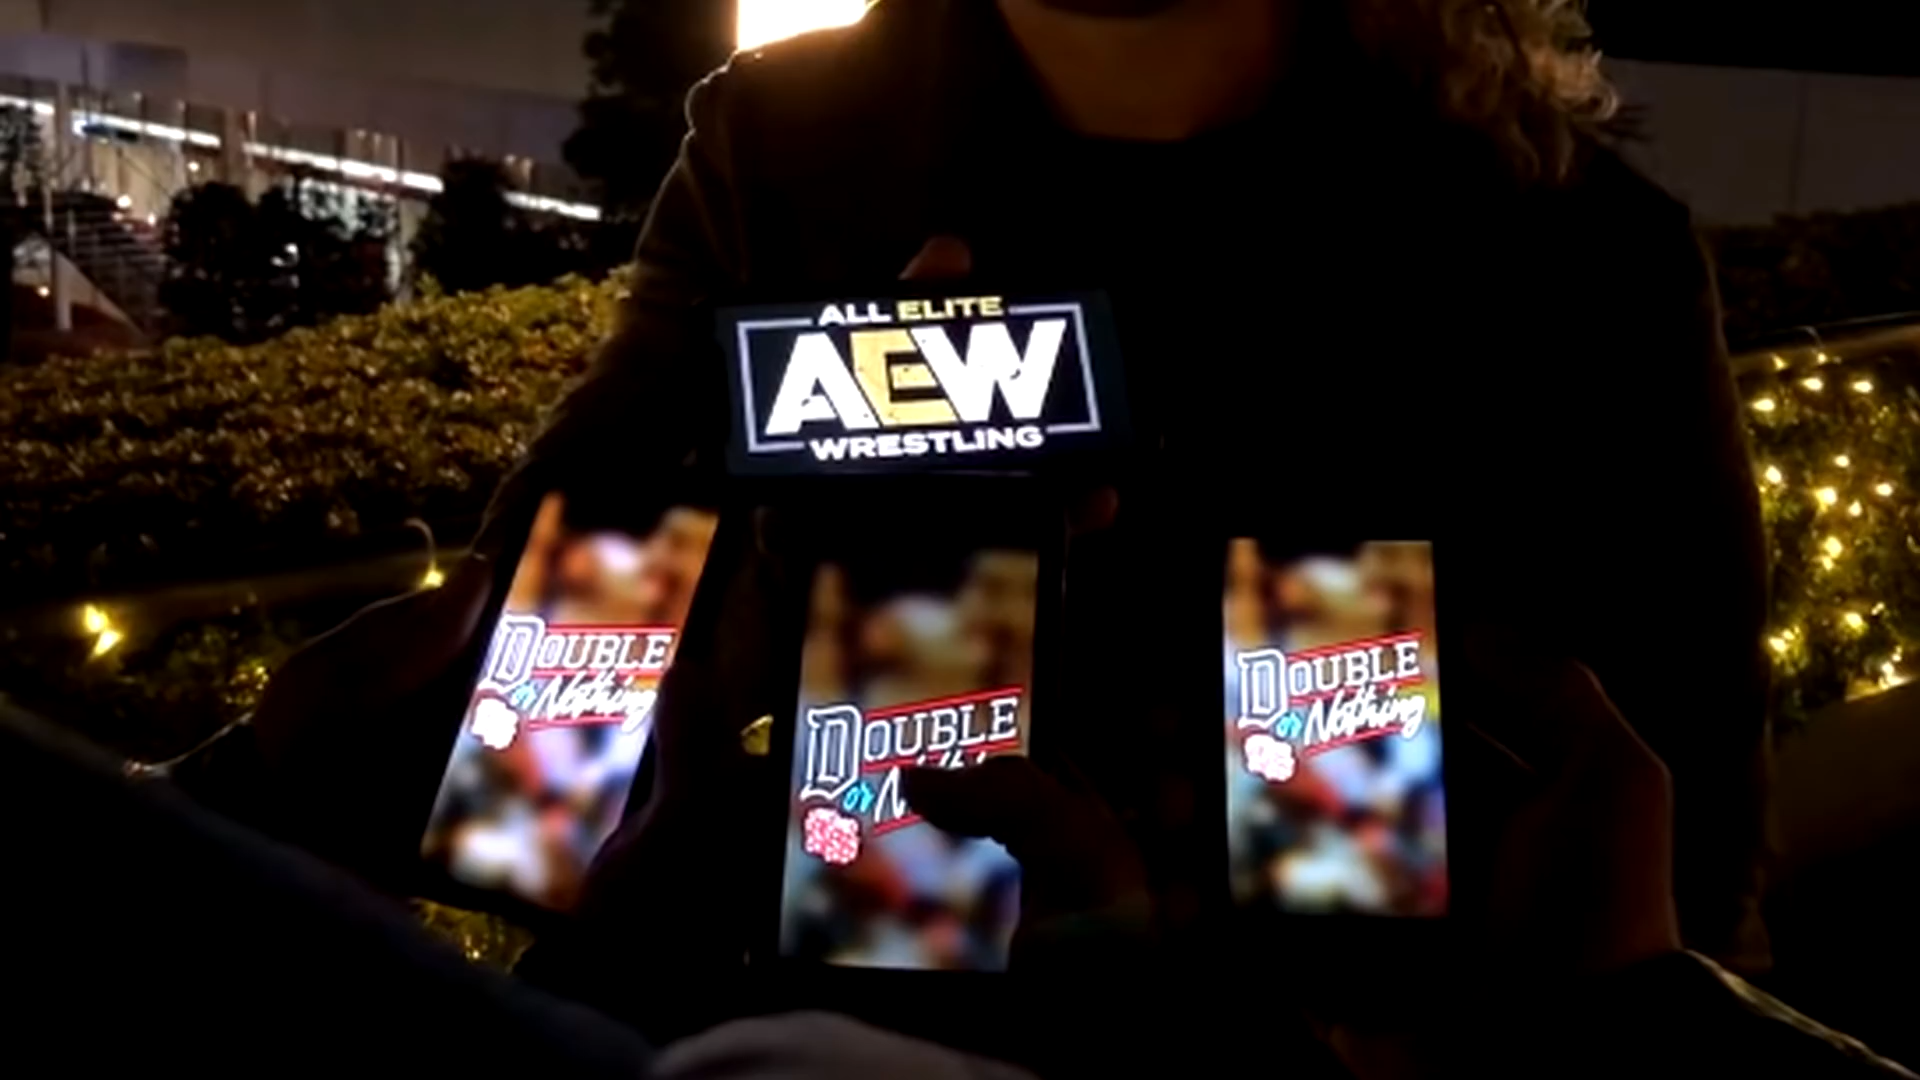 ALL ELITE
AEW
WRESTLING
DOUBLE
or Nothing
DOUBLE
or N
DOUBLE
or Nothing